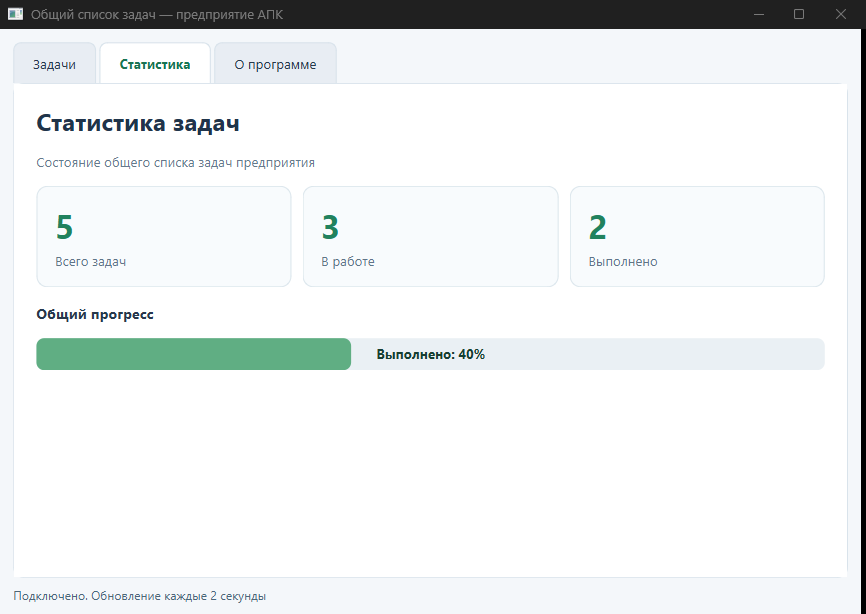 Общий список задач — предприятие АПК
Задачи Статистика О программе
Статистика задач
Состояние общего списка задач предприятия
5 3 2
Всего задач В работе Выполнено
Общий прогресс
Выполнено: 40%
Подключено. Обновление каждые 2 секунды